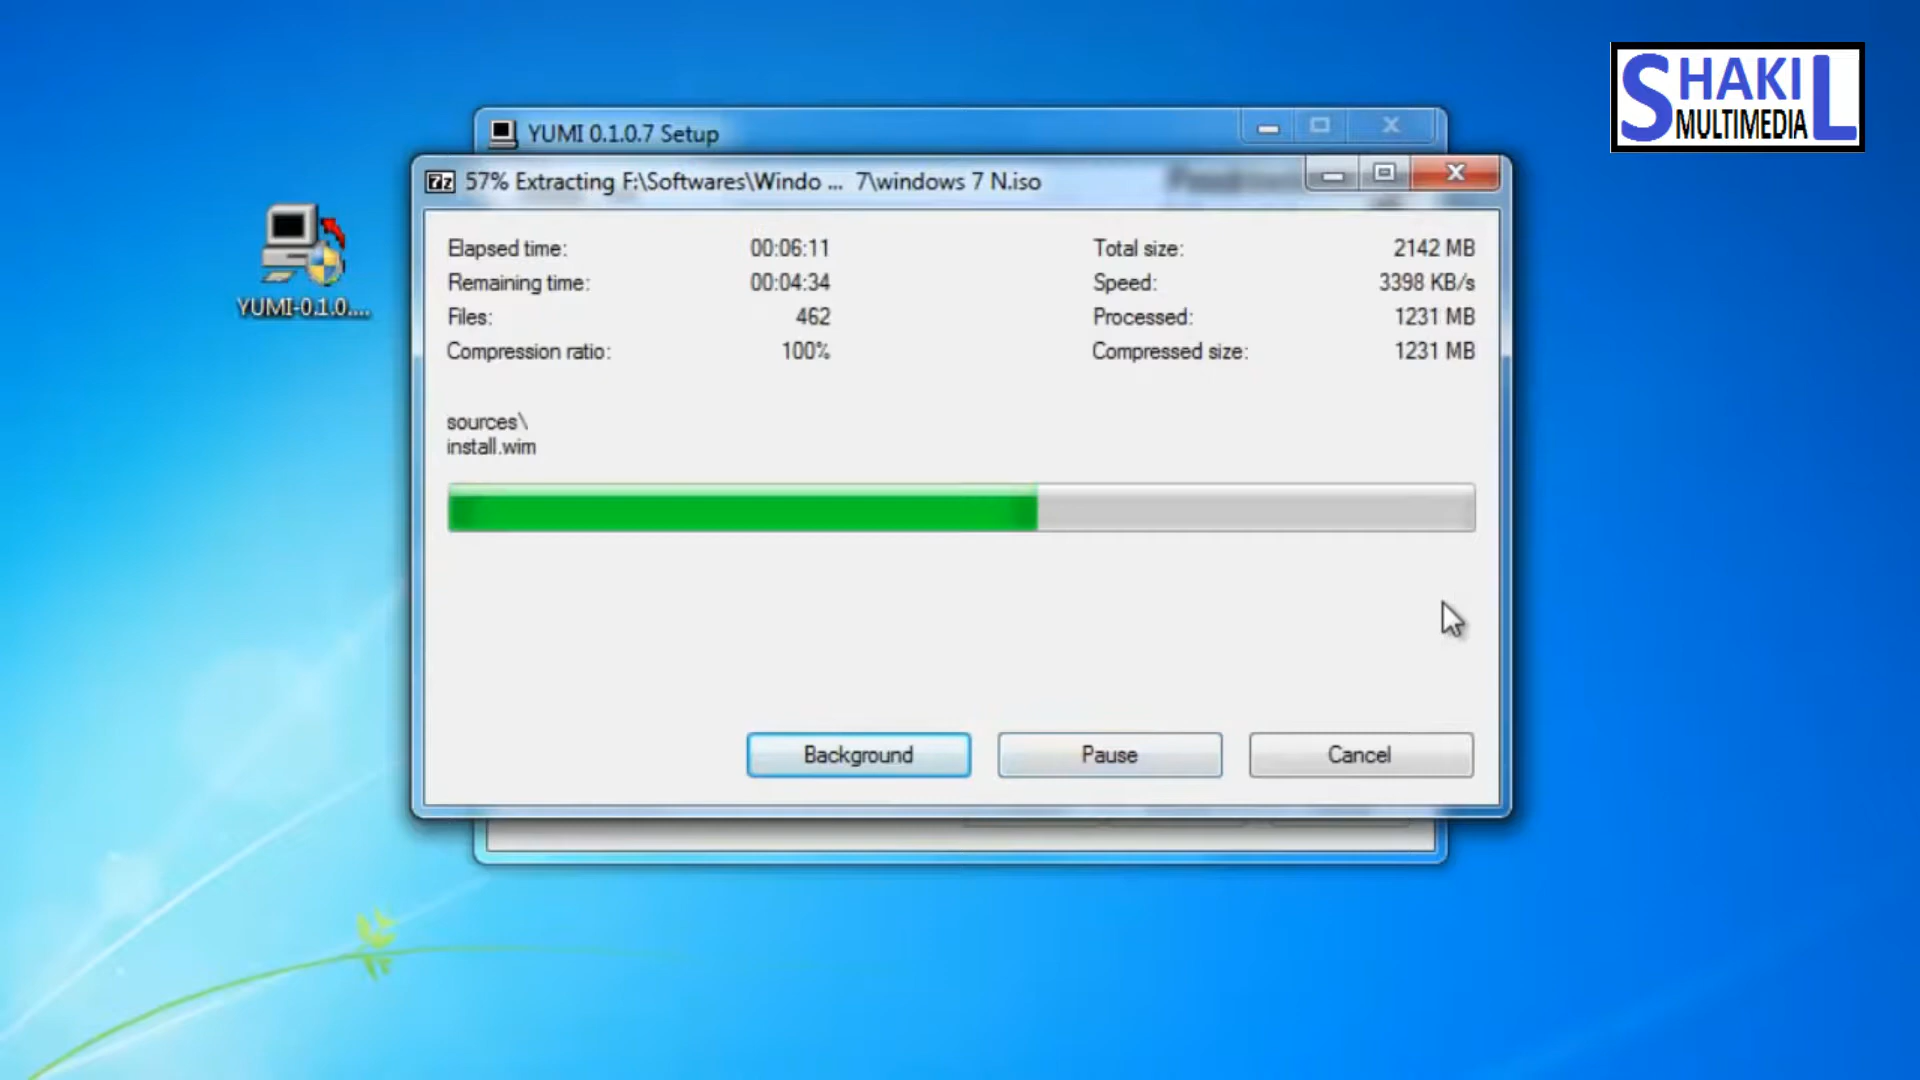 SHAKIL
MULTIMEDIA
YUMI 0.1.0.7 Setup
57% Extracting F:\Softwares\Windo ... 7\windows 7 N.iso
YUMI-0.1.0....
Elapsed time: 00:06:11 Total size: 2142 MB
Remaining time: 00:04:34 Speed: 3398 KB/s
Files: 462 Processed: 1231 MB
Compression ratio: 100% Compressed size: 1231 MB
sources\
install.wim
Background Pause Cancel